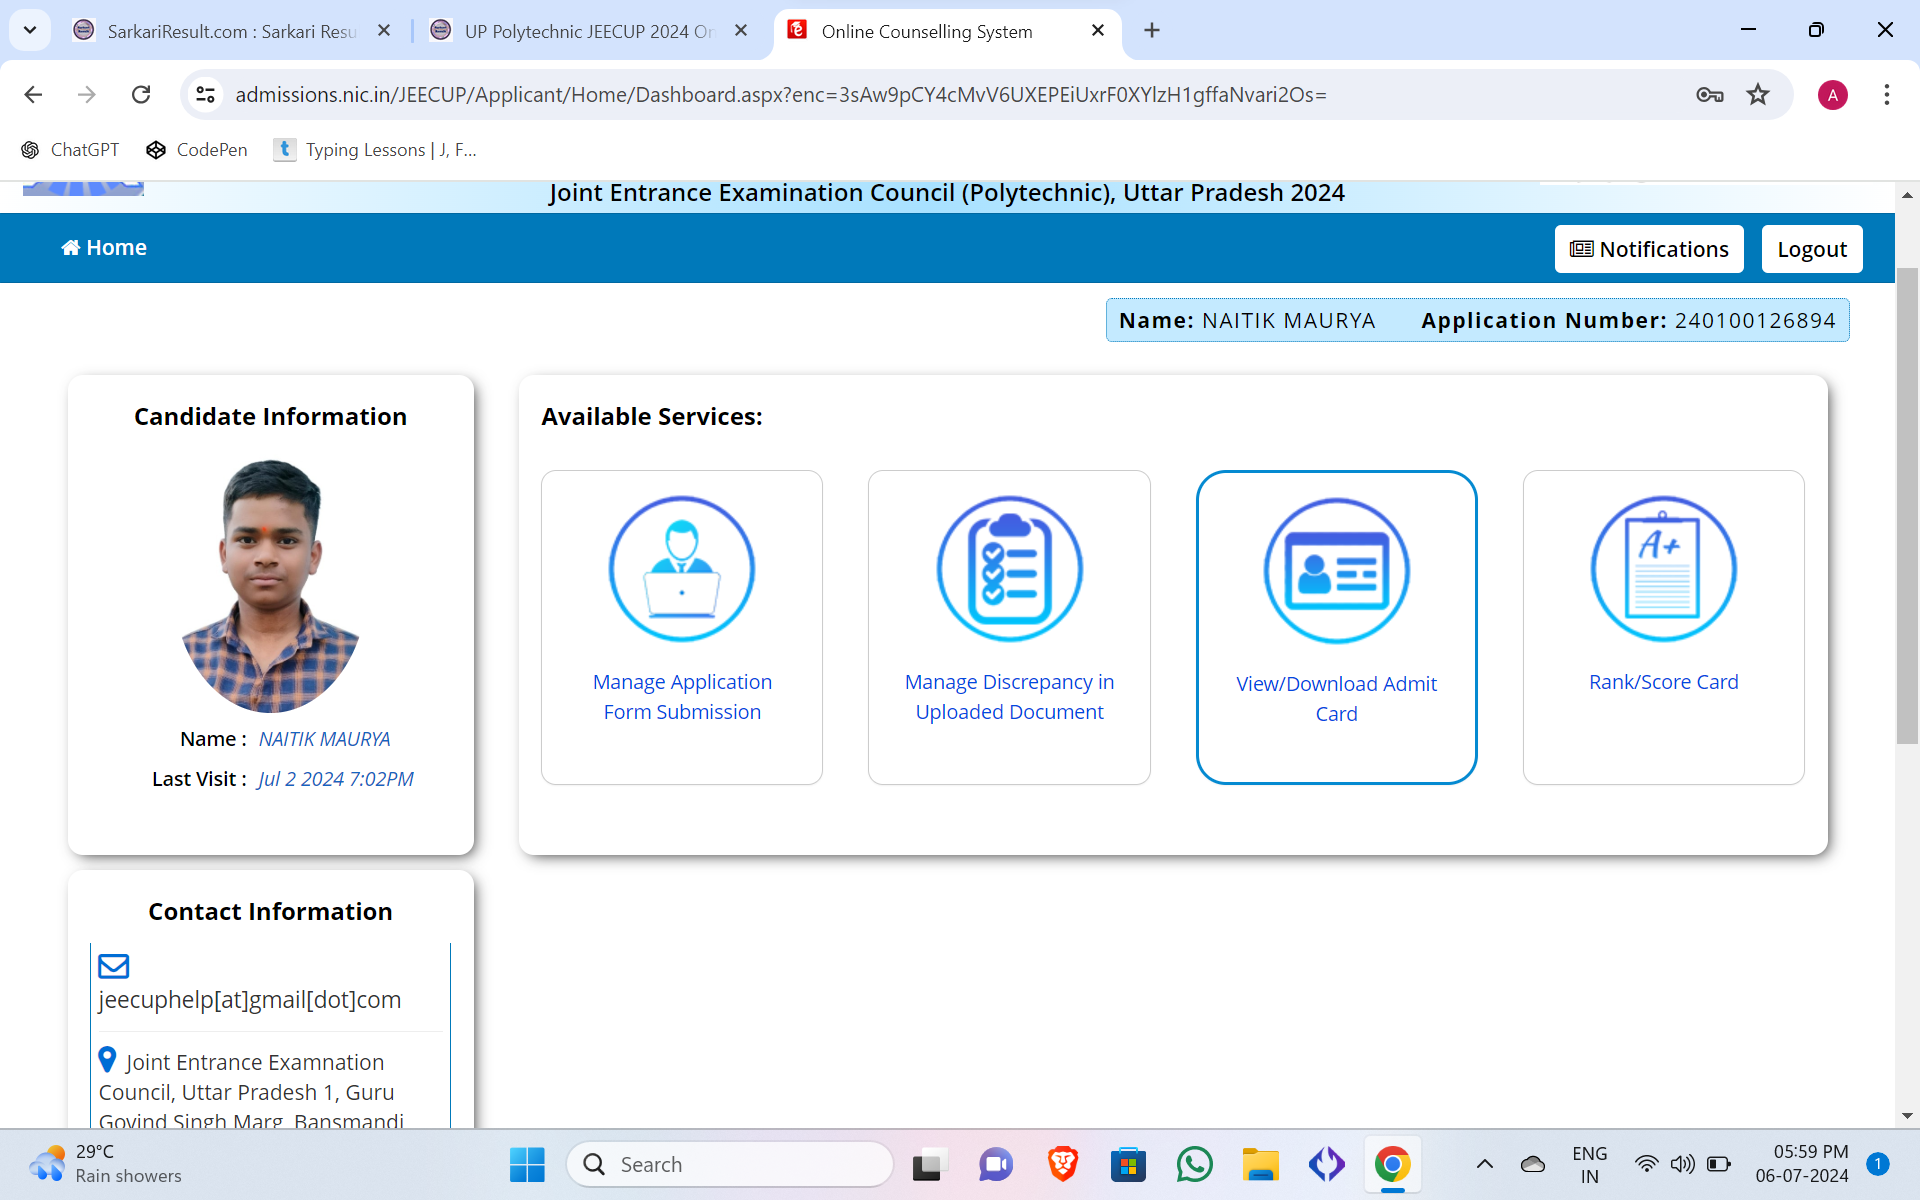 SarkariResult.com : Sarkari Resu
UP Polytechnic JEECUP 2024 On
Online Counselling System
admissions.nic.in/JEECUP/Applicant/Home/Dashboard.aspx?enc=3sAw9pCY4cMvV6UXEPEiUxrF0XYlzH1gffaNvari2Os=
A
ChatGPT
CodePen
t
Typing Lessons | J, F...
Joint Entrance Examination Council (Polytechnic), Uttar Pradesh 2024
Home
Notifications
Logout
Name: NAITIK MAURYA
Application Number: 240100126894
Candidate Information
Name : NAITIK MAURYA
Last Visit : Jul 2 2024 7:02PM
Available Services:
Manage Application
Form Submission
Manage Discrepancy in
Uploaded Document
View/Download Admit
Card
A+
Rank/Score Card
Contact Information
jeecuphelp[at]gmail[dot]com
Joint Entrance Examnation
Council, Uttar Pradesh 1, Guru
Govind Singh Marg, Bansmandi
29°C
Rain showers
Search
ENG
IN
05:59 PM
06-07-2024
1